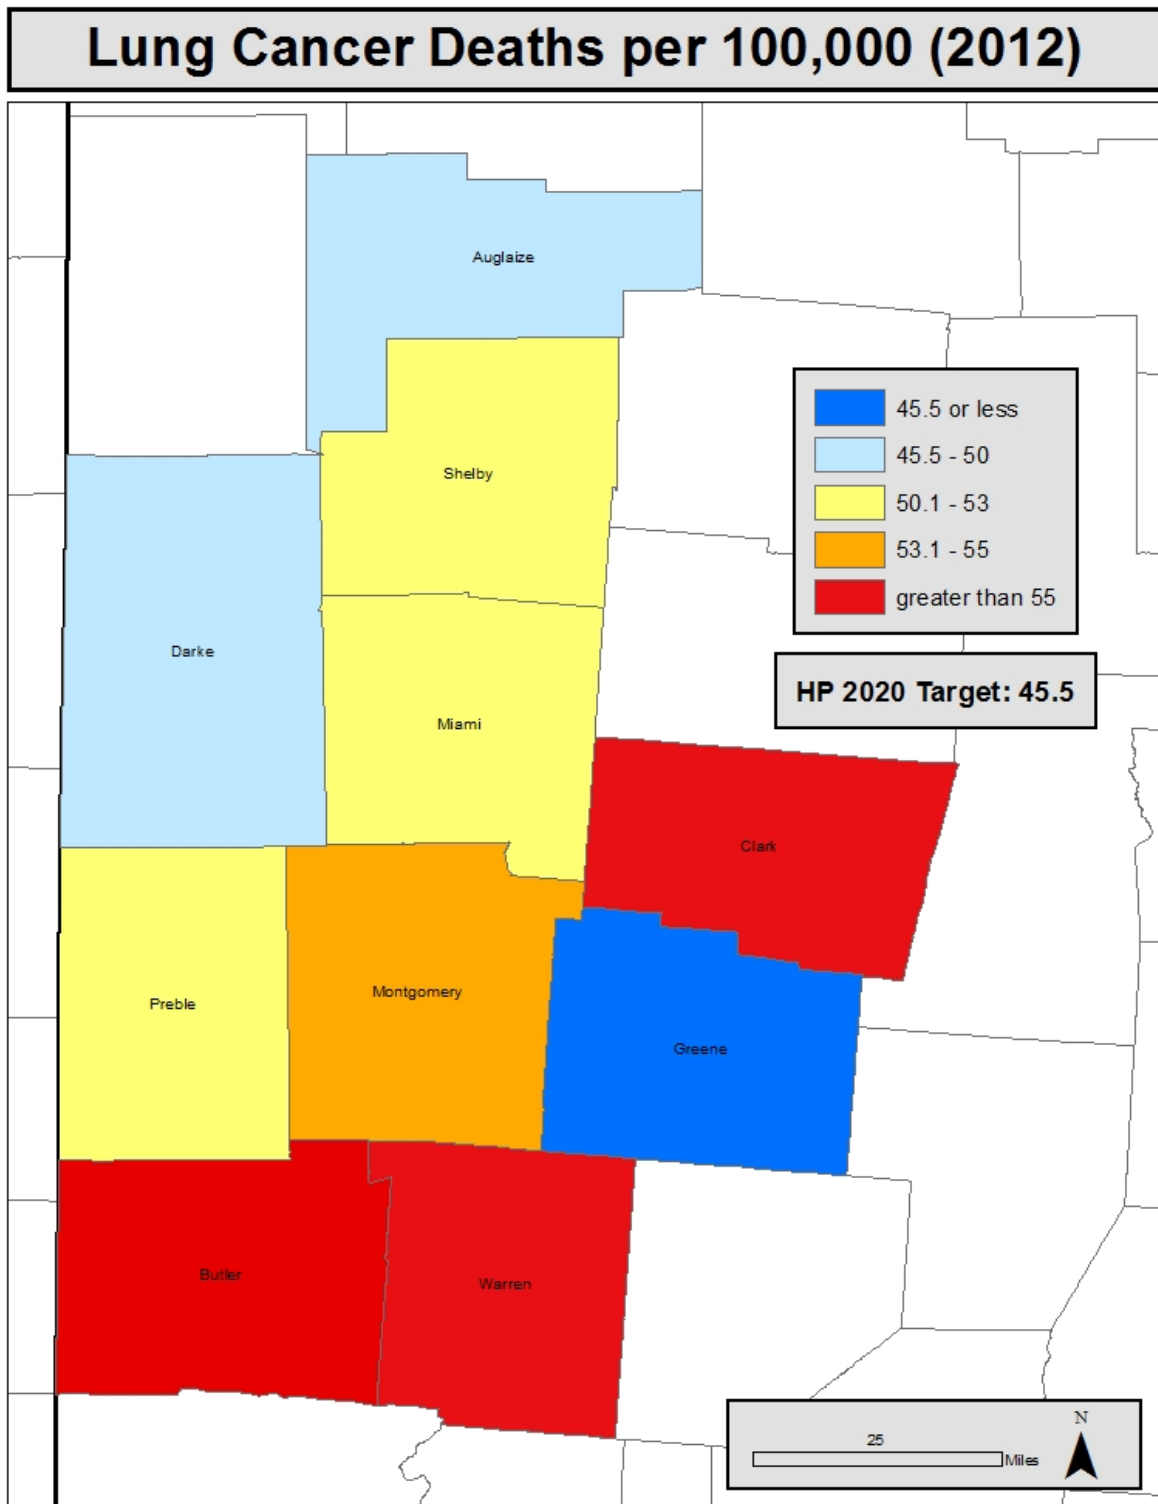 Lung Cancer Deaths per 100,000 (2012)
Auglaize
45.5 or less
45.5 - 50
Shelby
50.1 - 53
53.1 - 55
greater than 55
Darke
HP 2020 Target: 45.5
Miami
Clark
Montgomery
Preble
Greene
Butler
Warren
N
25
Miles